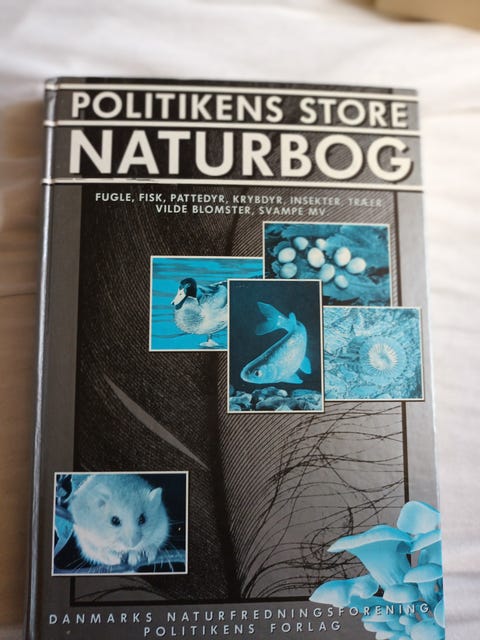 POLITIKENS STORE
NATURBOG
FUGLE, FISK, PATTEDYR, KRYBDYR, INSEKTER, TRÆER,
VILDE BLOMSTER, SVAMPE MV.
DANMARKS NATURFREDNINGSFORENING
POLITIKENS FORLAG